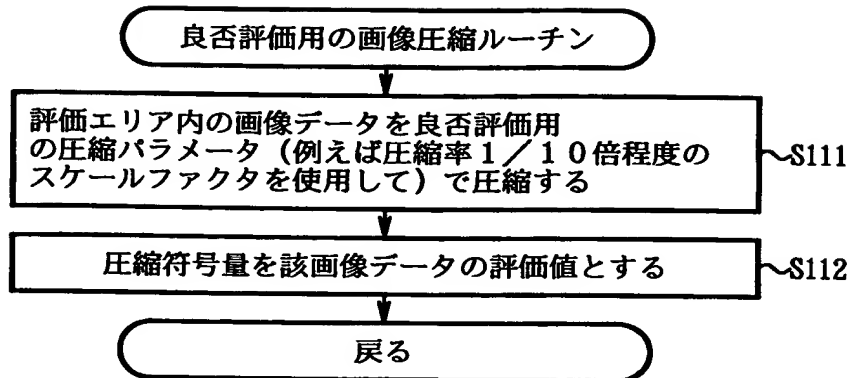 良否評価用の画像圧縮ルーチン
評価エリア内の画像データを良否評価用
の圧縮パラメータ（例えば圧縮率１／１０倍程度の
スケールファクタを使用して）で圧縮する
S111
圧縮符号量を該画像データの評価値とする
S112
戻る